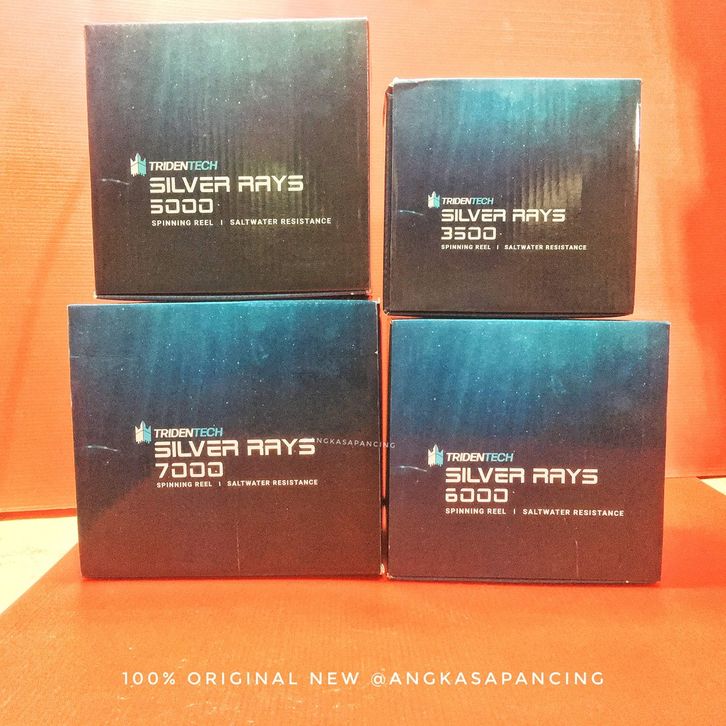 TRIDENTECH
SILVER RAYS
5000
SPINNING REEL | SALTWATER RESISTANCE
TRIDENTECH
SILVER RAYS
3500
SPINNING REEL | SALTWATER RESISTANCE
TRIDENTECH
SILVER RAYS
7000
SPINNING REEL | SALTWATER RESISTANCE
ANGKASAPANCING
TRIDENTECH
SILVER RAYS
6000
SPINNING REEL | SALTWATER RESISTANCE
100% ORIGINAL NEW @ANGKASAPANCING